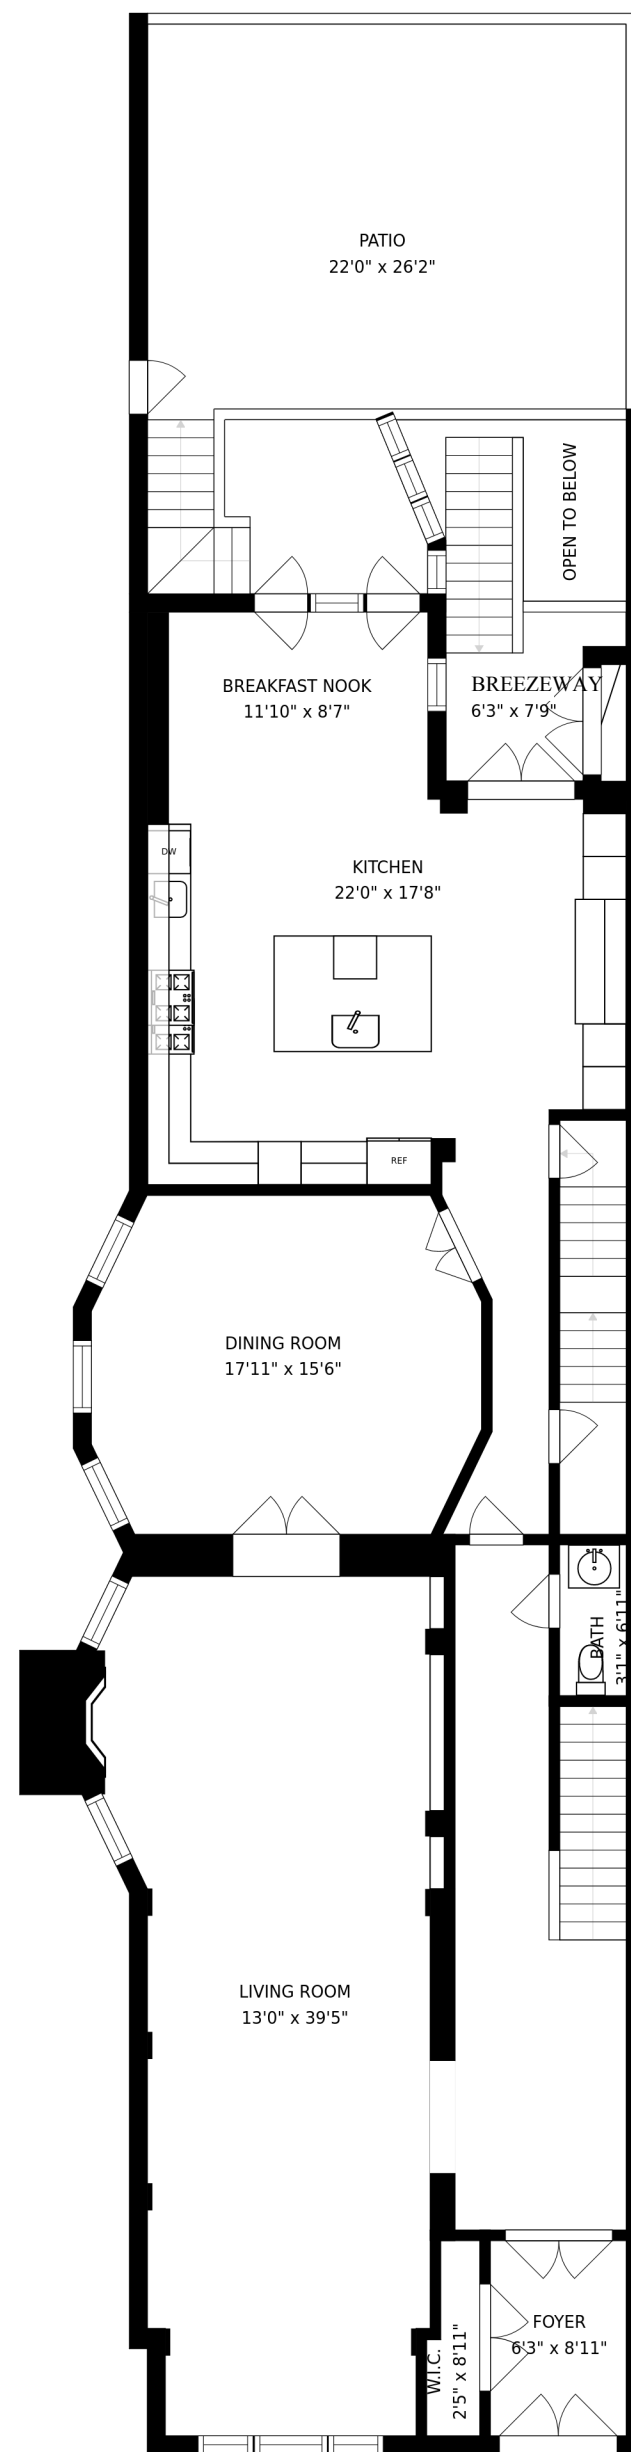 PATIO
22'0" x 26'2"
OPEN TO BELOW
BREAKFAST NOOK
11'10" x 8'7"
BREEZEWAY
6'3" x 7'9"
DW
KITCHEN
22'0" x 17'8"
REF
DINING ROOM
17'11" x 15'6"
BATH
3'1" x 6'11"
LIVING ROOM
13'0" x 39'5"
FOYER
6'3" x 8'11"
W.I.C.
2'5" x 8'11"